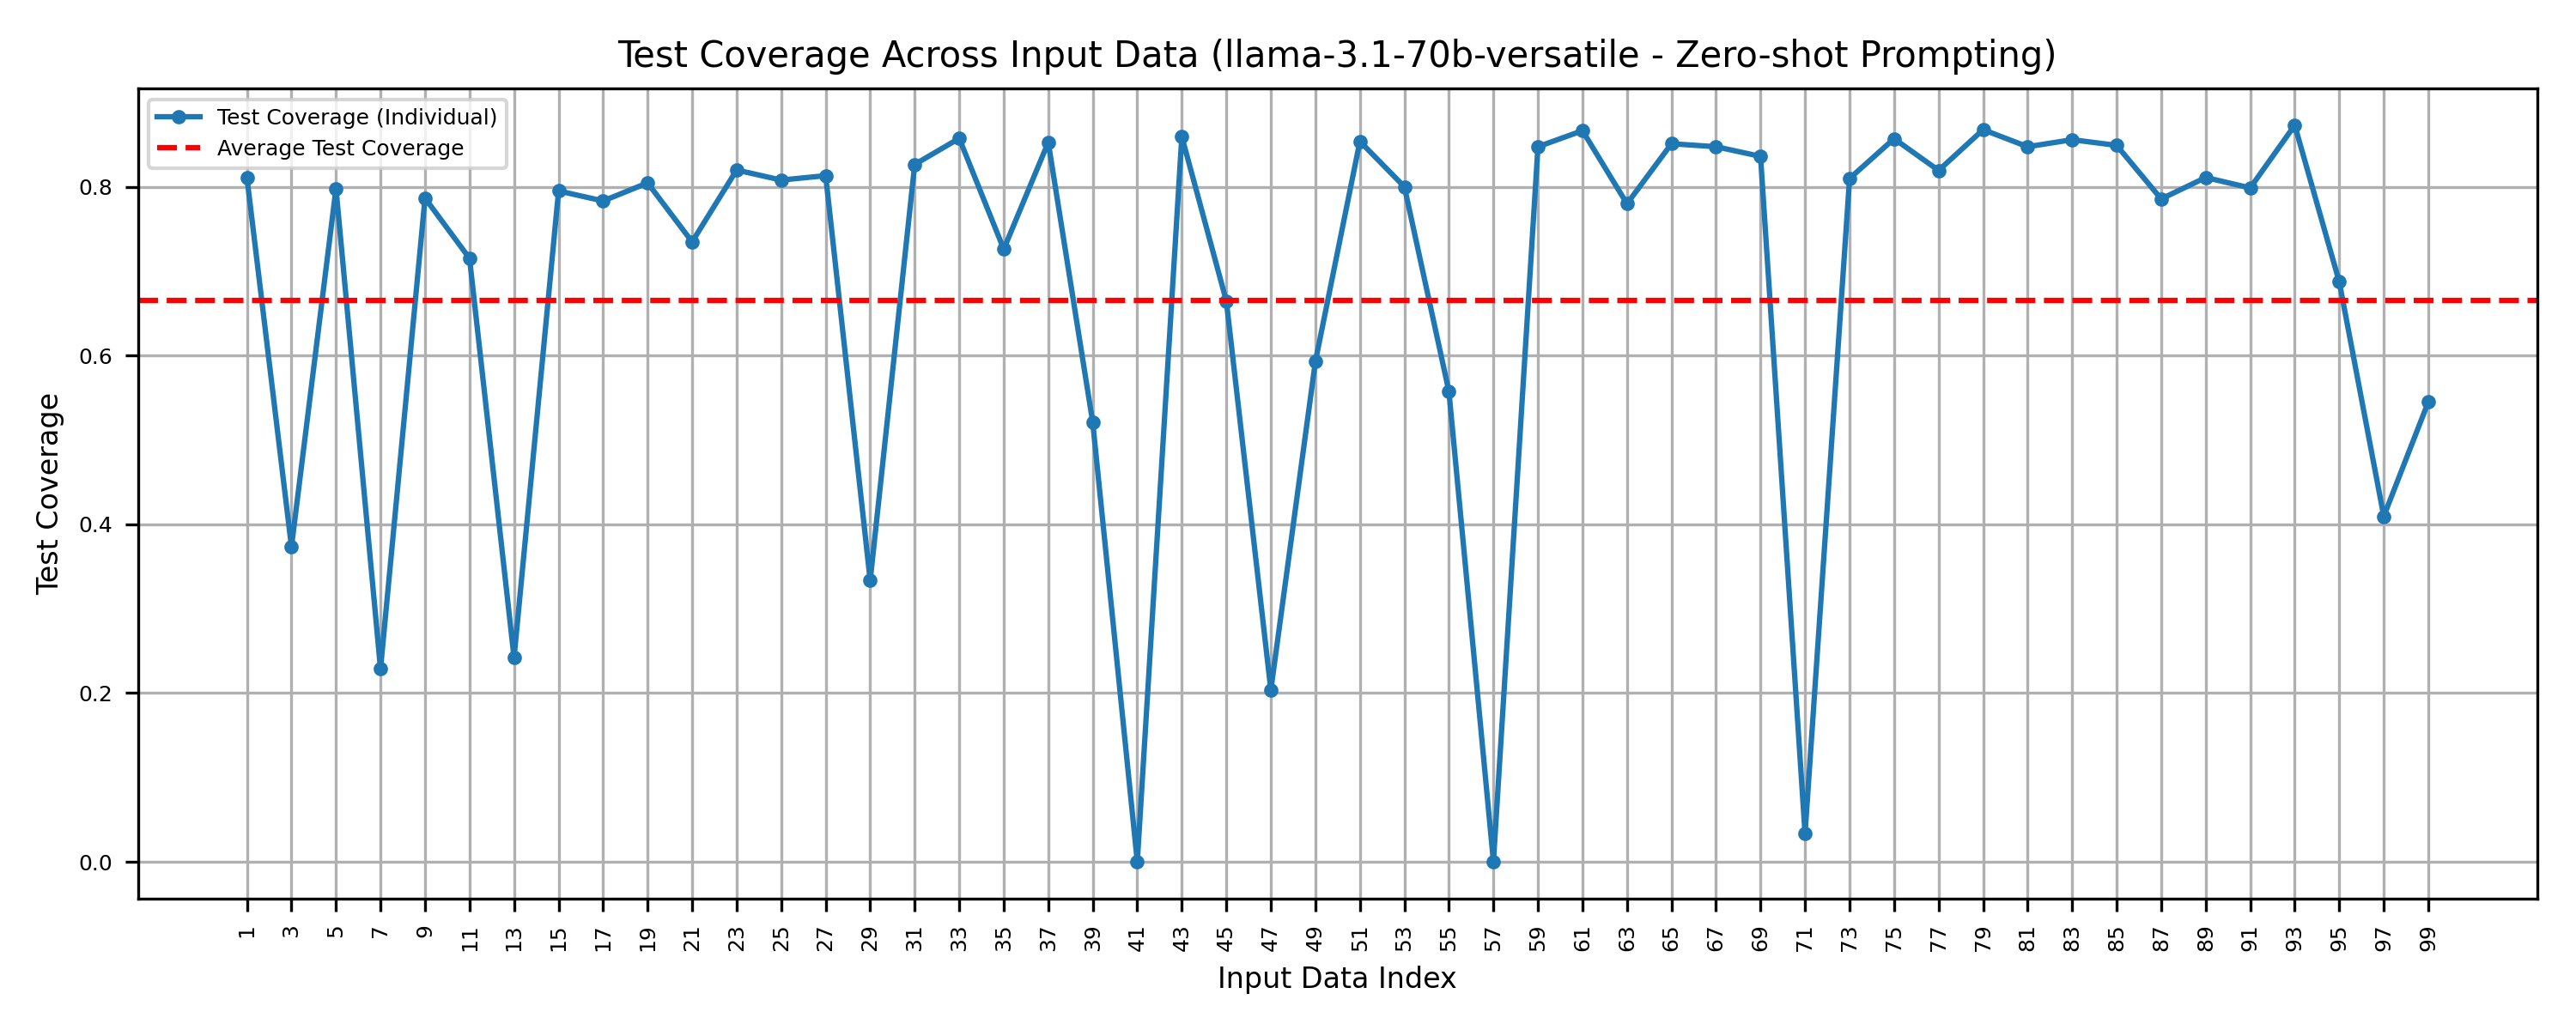 Test Coverage Across Input Data (llama-3.1-70b-versatile - Zero-shot Prompting)
Test Coverage (Individual)
Average Test Coverage
Test Coverage
0.8
0.6
0.4
0.2
0.0
1 3 5 7 9 11 13 15 17 19 21 23 25 27 29 31 33 35 37 39 41 43 45 47 49 51 53 55 57 59 61 63 65 67 69 71 73 75 77 79 81 83 85 87 89 91 93 95 97 99
Input Data Index